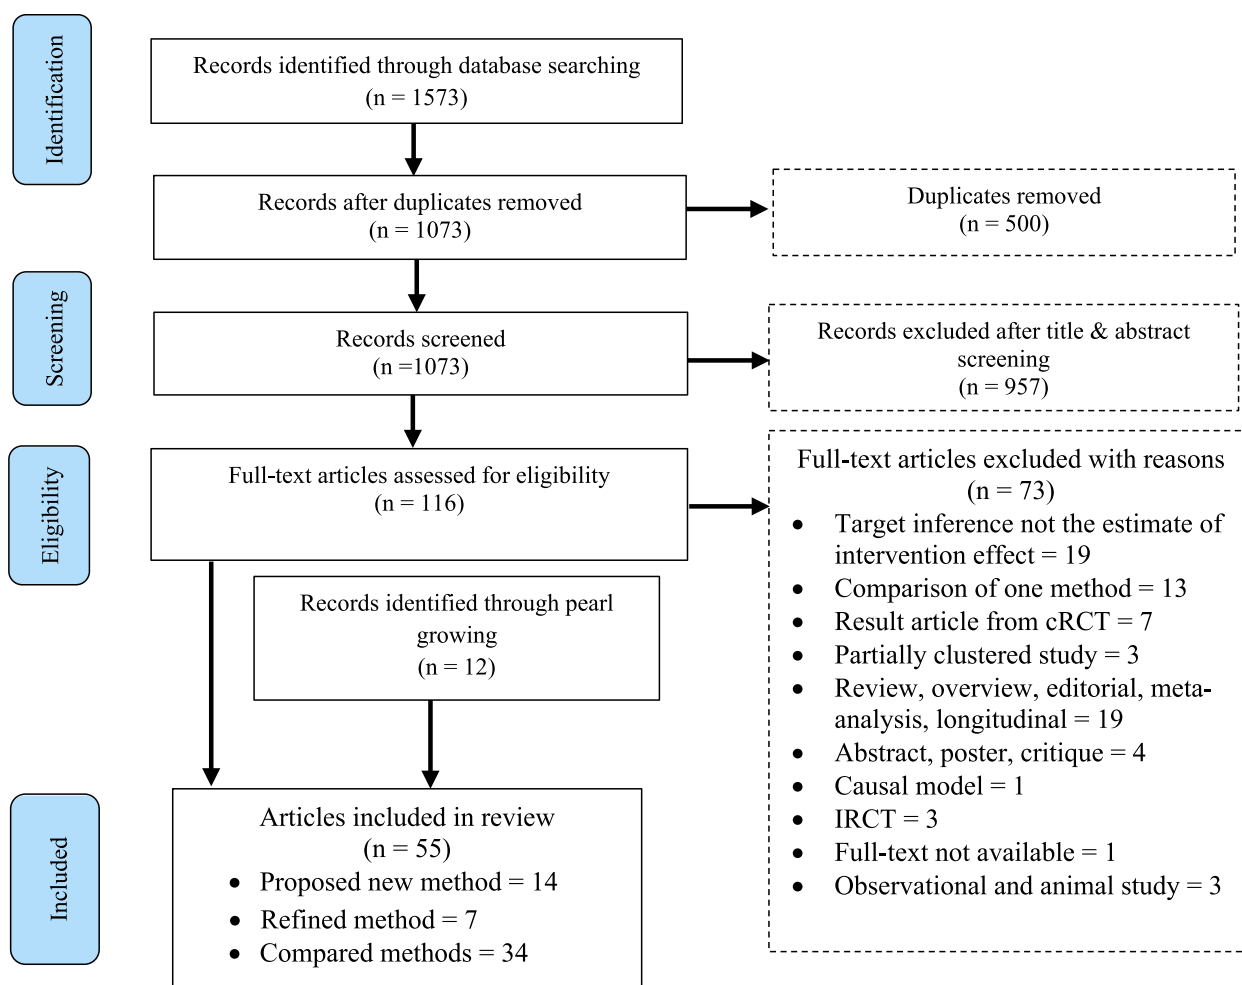 Identification
Records identified through database searching
(n = 1573)
Records after duplicates removed
(n = 1073)
Duplicates removed
(n = 500)
Screening
Records screened
(n =1073)
Records excluded after title & abstract
screening
(n = 957)
Eligibility
Full-text articles assessed for eligibility
(n = 116)
Full-text articles excluded with reasons
(n = 73)
• Target inference not the estimate of
intervention effect = 19
• Comparison of one method = 13
• Result article from cRCT = 7
• Partially clustered study = 3
• Review, overview, editorial, meta-
analysis, longitudinal = 19
• Abstract, poster, critique = 4
• Causal model = 1
• IRCT = 3
• Full-text not available = 1
• Observational and animal study = 3
Records identified through pearl
growing
(n = 12)
Included
Articles included in review
(n = 55)
• Proposed new method = 14
• Refined method = 7
• Compared methods = 34